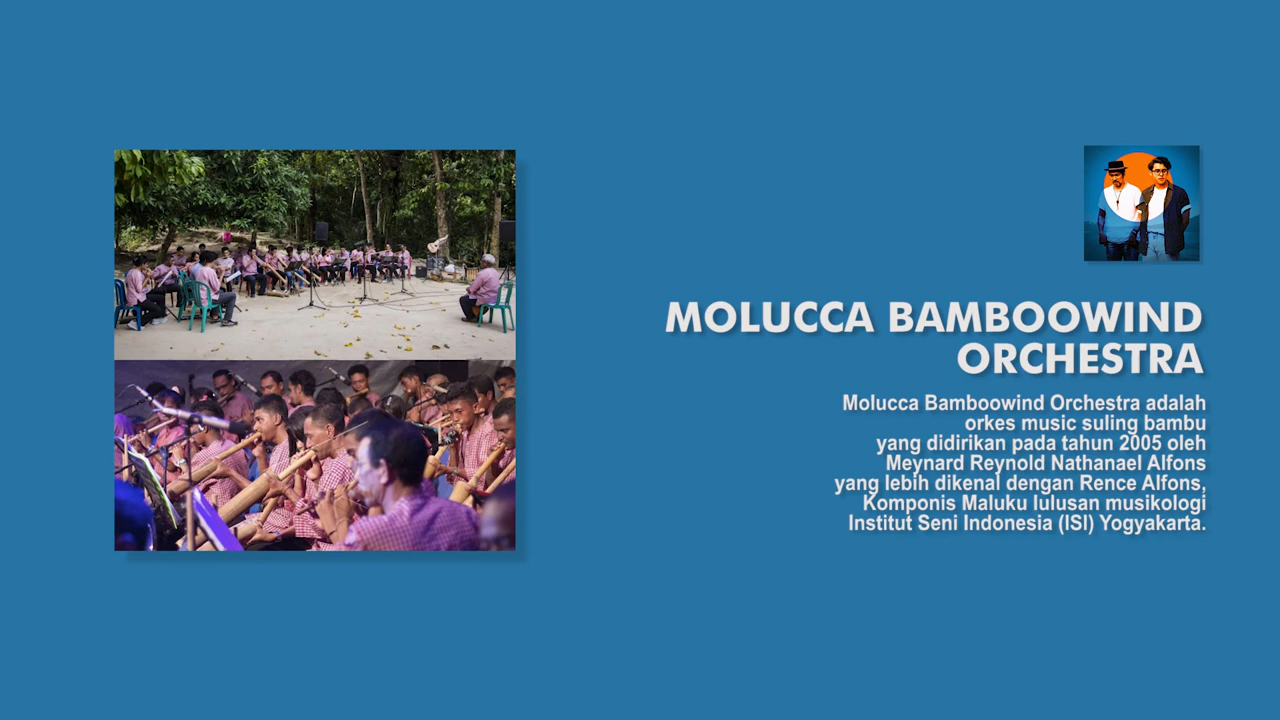 MOLUCCA BAMBOOWIND
ORCHESTRA
Molucca Bamboowind Orchestra adalah
orkes music suling bambu
yang didirikan pada tahun 2005 oleh
Meynard Reynold Nathanael Alfons
yang lebih dikenal dengan Rence Alfons,
Komponis Maluku lulusan musikologi
Institut Seni Indonesia (ISI) Yogyakarta.